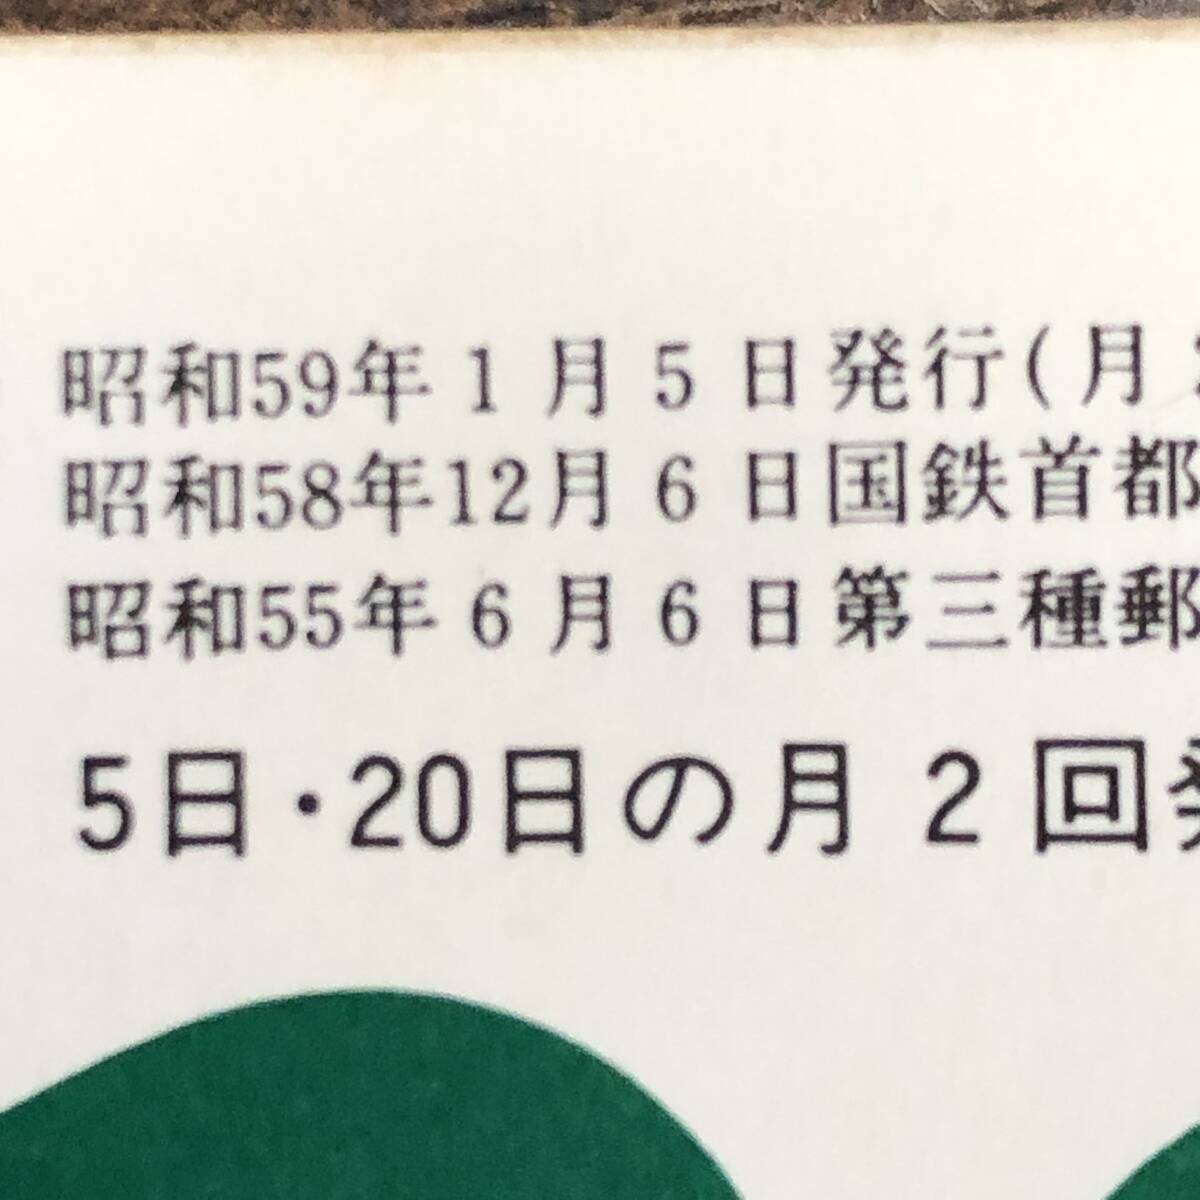 昭和59年1月5日発行(月
昭和58年12月6日国鉄首都
昭和55年6月6日第三種郵
5日・20日の月2回